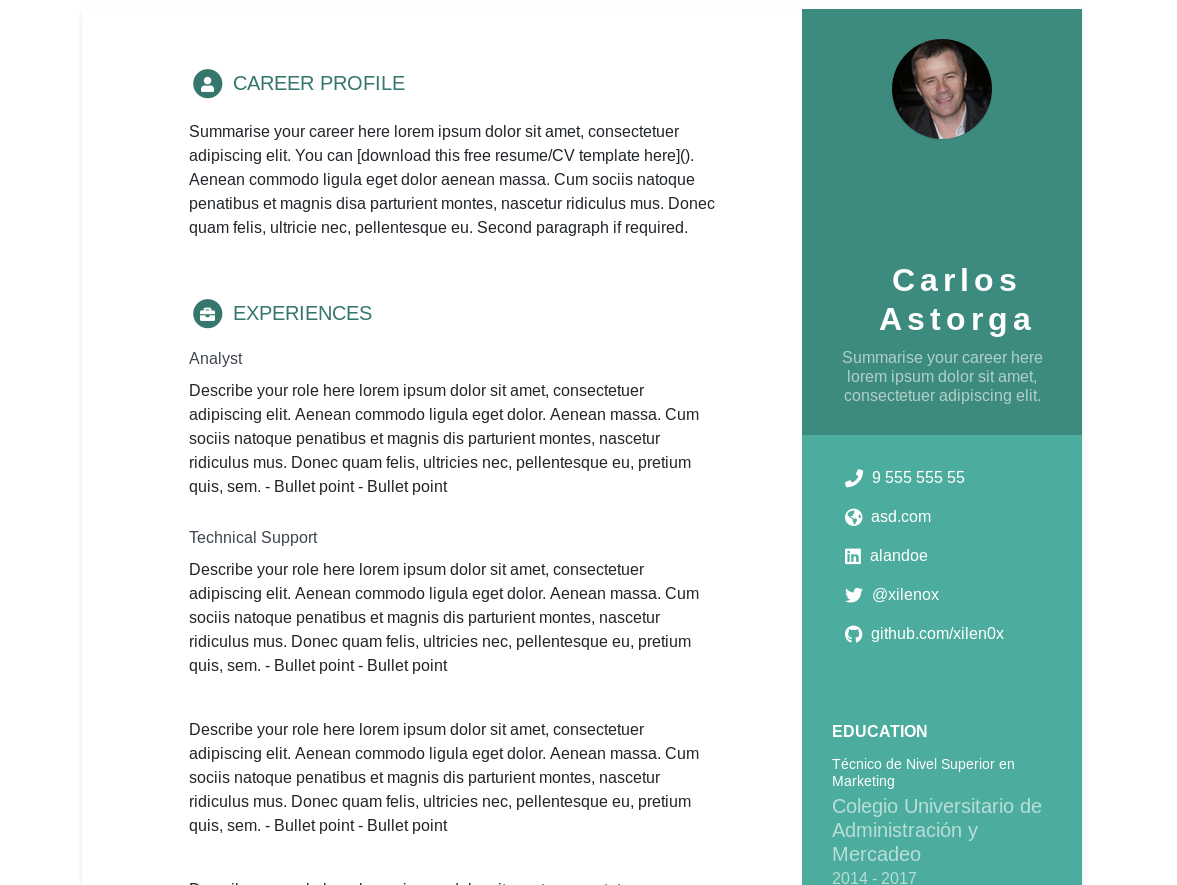 CAREER PROFILE
Summarise your career here lorem ipsum dolor sit amet, consectetuer
adipiscing elit. You can [download this free resume/CV template here]().
Aenean commodo ligula eget dolor aenean massa. Cum sociis natoque
penatibus et magnis disa parturient montes, nascetur ridiculus mus. Donec
quam felis, ultricie nec, pellentesque eu. Second paragraph if required.
EXPERIENCES
Analyst
Describe your role here lorem ipsum dolor sit amet, consectetuer
adipiscing elit. Aenean commodo ligula eget dolor. Aenean massa. Cum
sociis natoque penatibus et magnis dis parturient montes, nascetur
ridiculus mus. Donec quam felis, ultricies nec, pellentesque eu, pretium
quis, sem. - Bullet point - Bullet point
Technical Support
Describe your role here lorem ipsum dolor sit amet, consectetuer
adipiscing elit. Aenean commodo ligula eget dolor. Aenean massa. Cum
sociis natoque penatibus et magnis dis parturient montes, nascetur
ridiculus mus. Donec quam felis, ultricies nec, pellentesque eu, pretium
quis, sem. - Bullet point - Bullet point
Describe your role here lorem ipsum dolor sit amet, consectetuer
adipiscing elit. Aenean commodo ligula eget dolor. Aenean massa. Cum
sociis natoque penatibus et magnis dis parturient montes, nascetur
ridiculus mus. Donec quam felis, ultricies nec, pellentesque eu, pretium
quis, sem. - Bullet point - Bullet point
Carlos
Astorga
Summarise your career here
lorem ipsum dolor sit amet,
consectetuer adipiscing elit.
9 555 555 55
asd.com
alandoe
@xilenox
github.com/xilen0x
EDUCATION
Técnico de Nivel Superior en
Marketing
Colegio Universitario de
Administración y
Mercadeo
2014 - 2017